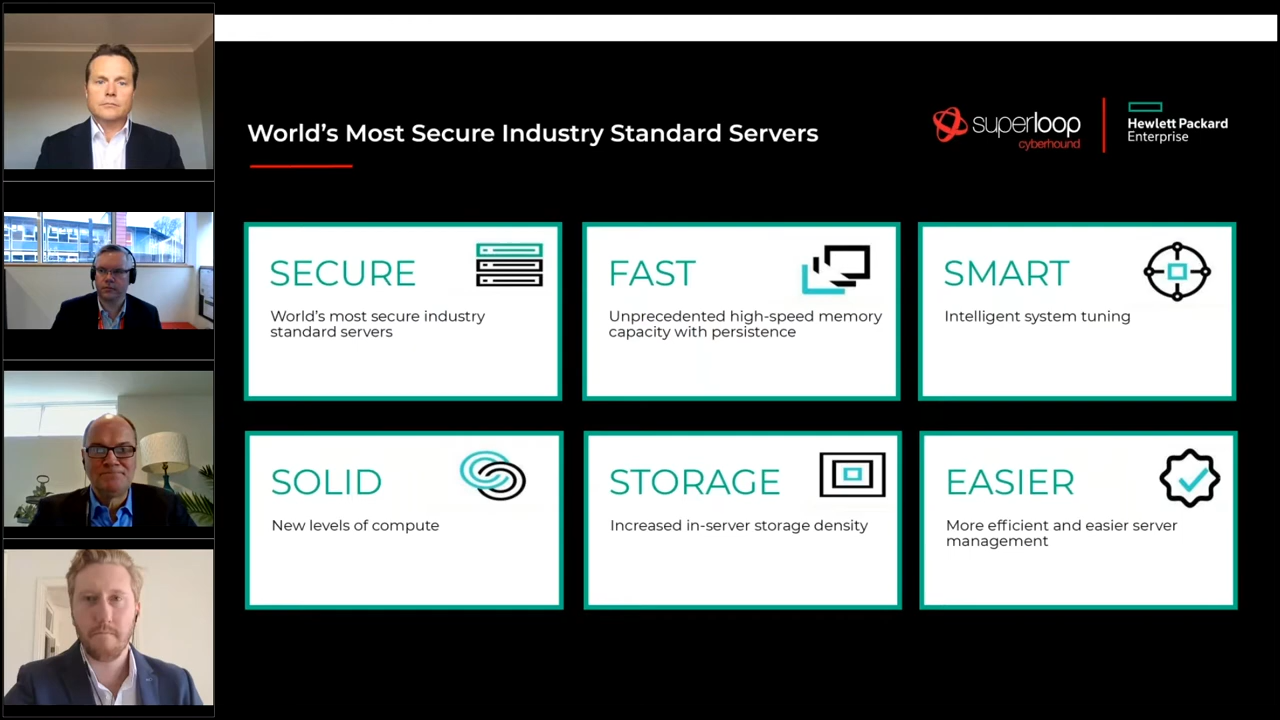 World's Most Secure Industry Standard Servers
superloop
cyberhound
Hewlett Packard
Enterprise
SECURE
World's most secure industry
standard servers
FAST
Unprecedented high-speed memory
capacity with persistence
SMART
Intelligent system tuning
SOLID
New levels of compute
STORAGE
Increased in-server storage density
EASIER
More efficient and easier server
management